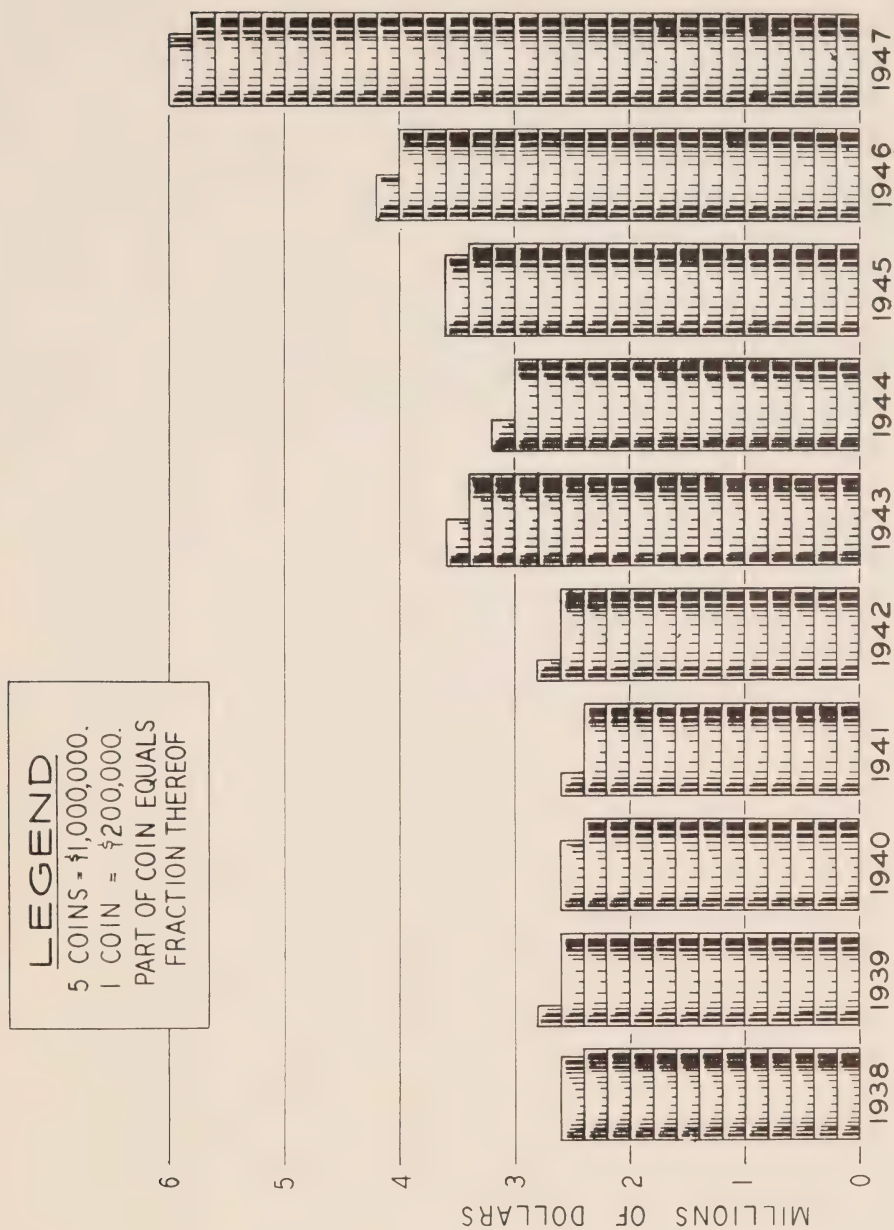 LEGEND
5 COINS = $1,000,000.
1 COIN = $200,000.
PART OF COIN EQUALS
FRACTION THEREOF
6
5
4
3
2
1
0
MILLIONS OF DOLLARS
1938
1939
1940
1941
1942
1943
1944
1945
1946
1947